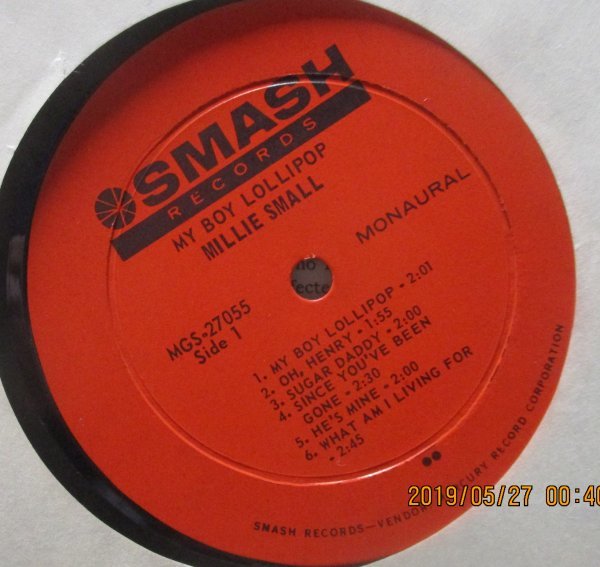 SMASH
RECORDS
MY BOY LOLLIPOP
MILLIE SMALL
MONAURAL
MGS-27055
Side 1
1. MY BOY LOLLIPOP - 2:01
2. OH, HENRY - 1:55
3. SUGAR DADDY - 2:00
4. SINCE YOU'VE BEEN
GONE - 2:30
5. HE'S MINE - 2:00
6. WHAT AM I LIVING FOR
- 2:45
SMASH RECORDS—VENDOR RECORD CORPORATION
2019/05/27 00:40